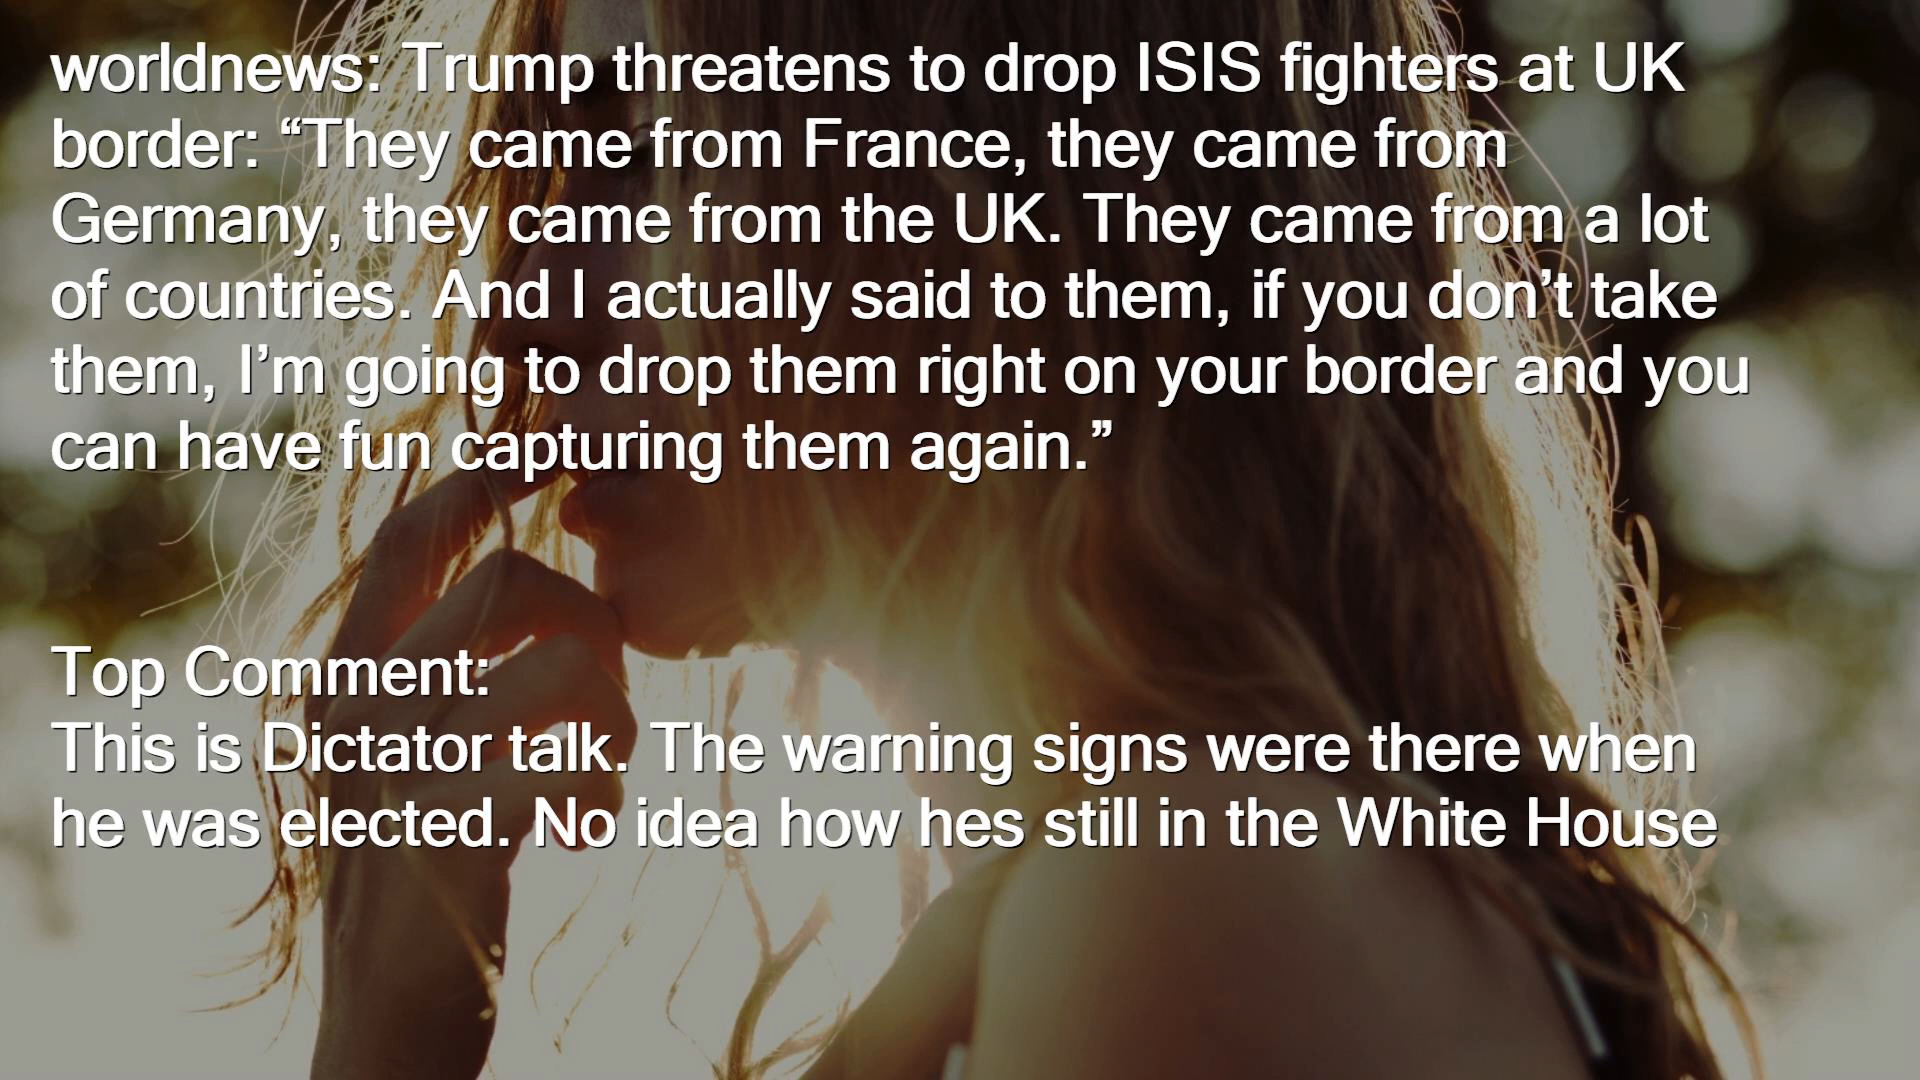 worldnews: Trump threatens to drop ISIS fighters at UK
border: “They came from France, they came from
Germany, they came from the UK. They came from a lot
of countries. And I actually said to them, if you don’t take
them, I’m going to drop them right on your border and you
can have fun capturing them again.”
Top Comment:
This is Dictator talk. The warning signs were there when
he was elected. No idea how hes still in the White House